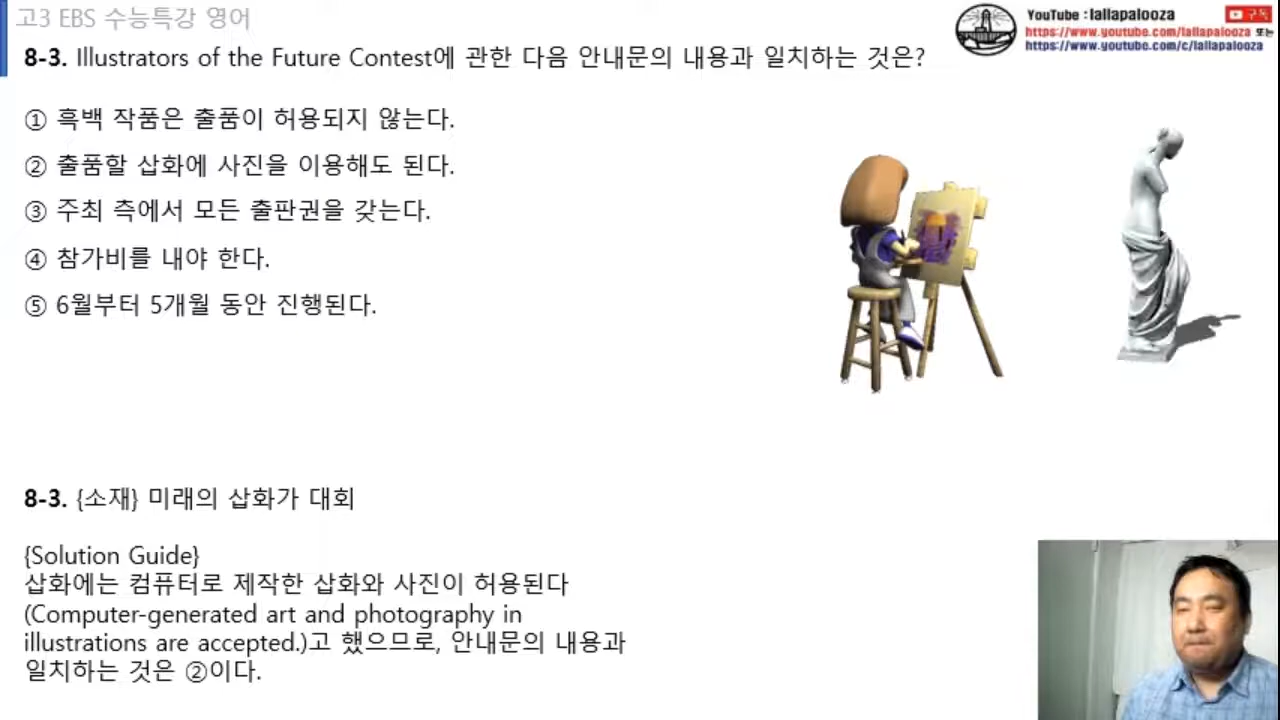 고3 EBS 수능특강 영어
YouTube : lallapalooza
구독
https://www.youtube.com/lallapalooza 또는
https://www.youtube.com/c/lallapalooza
8-3. Illustrators of the Future Contest에 관한 다음 안내문의 내용과 일치하는 것은?
① 흑백 작품은 출품이 허용되지 않는다.
② 출품할 삽화에 사진을 이용해도 된다.
③ 주최 측에서 모든 출판권을 갖는다.
④ 참가비를 내야 한다.
⑤ 6월부터 5개월 동안 진행된다.
8-3. {소재} 미래의 삽화가 대회
{Solution Guide}
삽화에는 컴퓨터로 제작한 삽화와 사진이 허용된다
(Computer-generated art and photography in
illustrations are accepted.)고 했으므로, 안내문의 내용과
일치하는 것은 ②이다.